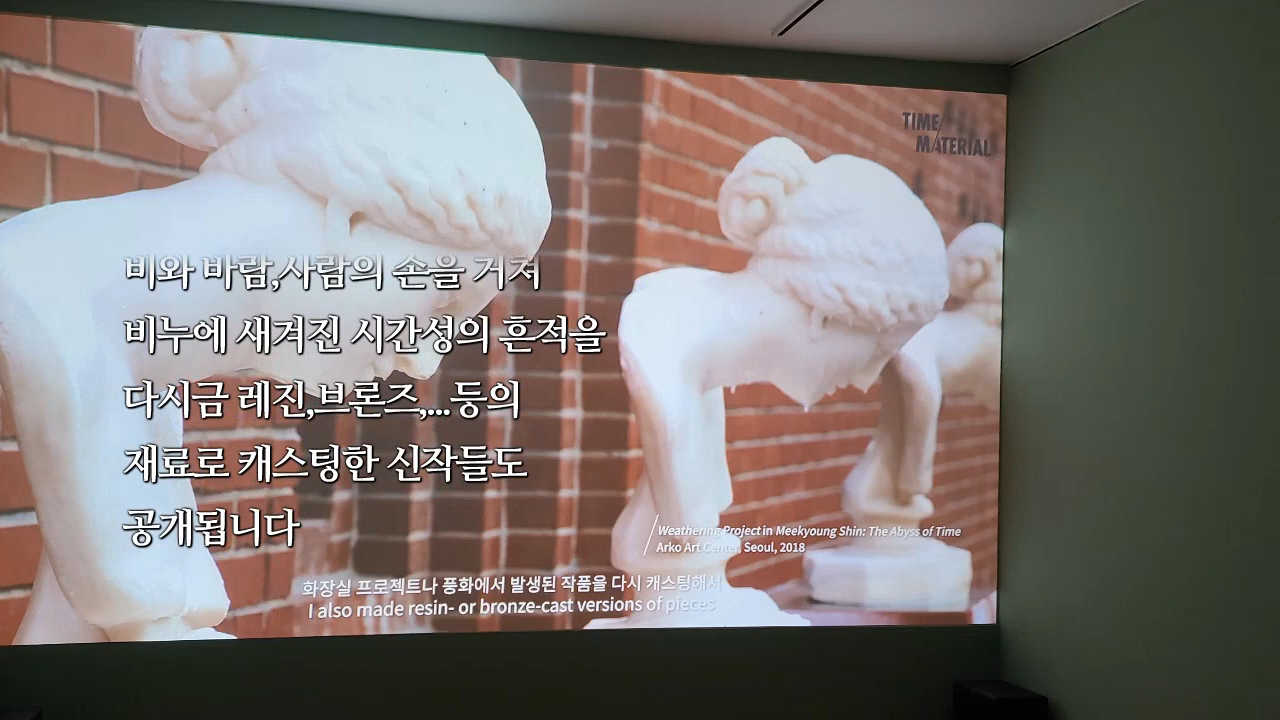 TIME/
MATERIAL
비와 바람,사람의 손을 거쳐
비누에 새겨진 시간성의 흔적을
다시금 레진,브론즈,...등의
재료로 캐스팅한 신작들도
공개됩니다
Weathering Project in Meekyoung Shin: The Abyss of Time
Arko Art Center, Seoul, 2018
화장실 프로젝트나 풍화에서 발생된 작품을 다시 캐스팅해서
I also made resin- or bronze-cast versions of pieces